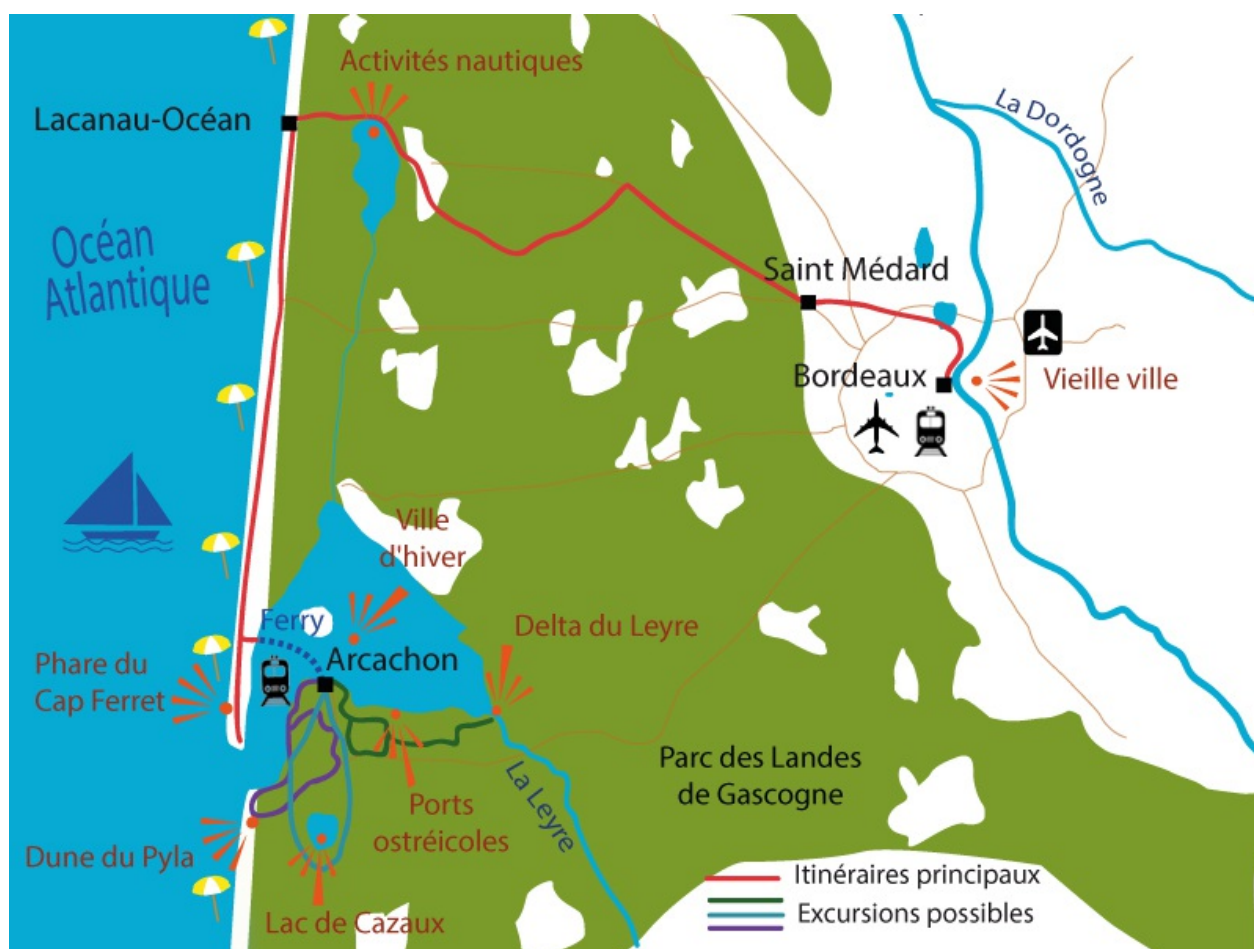 Activités nautiques
Lacanau-Océan
La Dordogne
Océan
Atlantique
Saint Médard
Bordeaux
Vieille ville
Ville
d'hiver
Ferry
Delta du Leyre
Arcachon
Phare du
Cap Ferret
Parc des Landes
de Gascogne
La Leyre
Ports
ostréicoles
Dune du Pyla
Lac de Cazaux
Itinéraires principaux
Excursions possibles